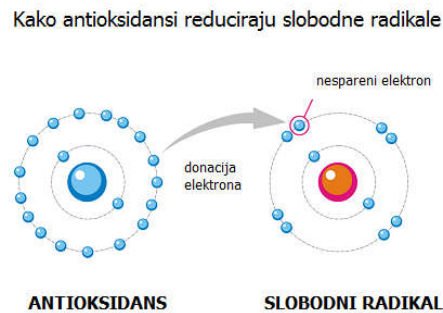 Kako antioksidansi reduciraju slobodne radikale
nespareni elektron
donacija
elektrona
ANTIOKSIDANS
SLOBODNI RADIKAL